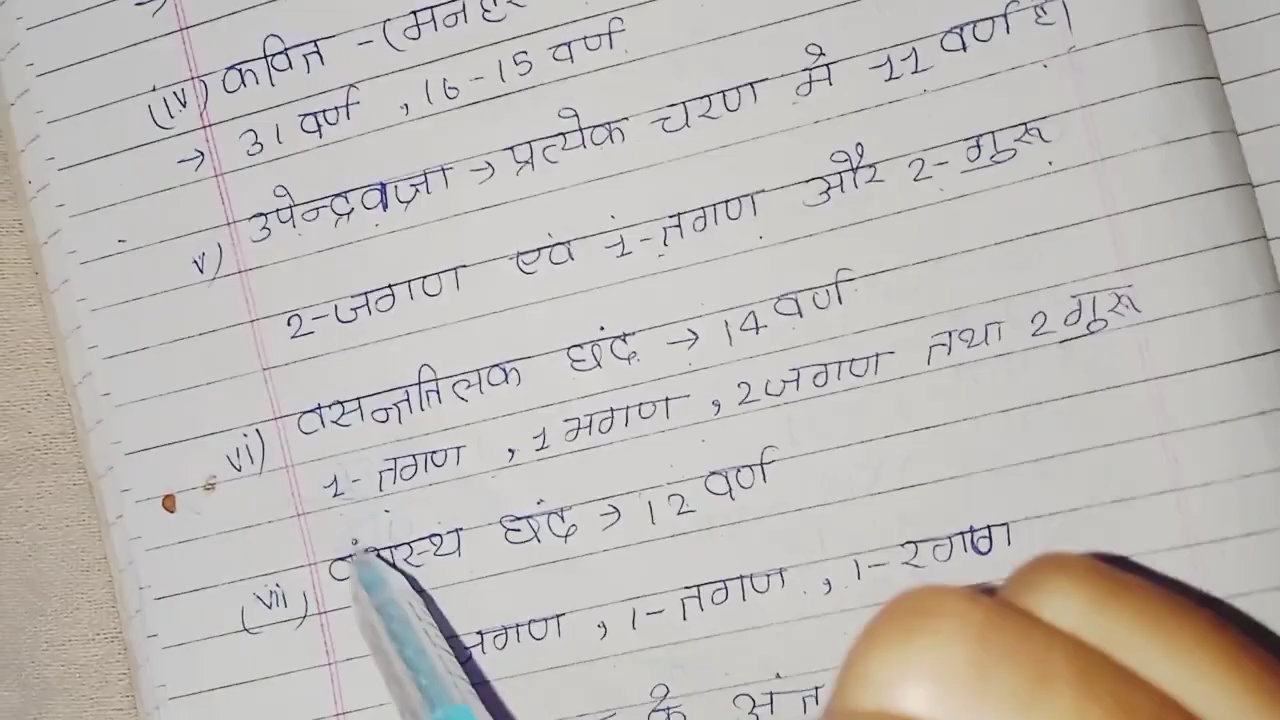 (iv) कवित्त - (मनहर
→ 31 वर्ण , 16-15 वर्ण
v) उपेन्द्रवज्रा → प्रत्येक चरण मे 11 वर्ण है।
2-जगण एवं 1-तगण और 2-गुरू
vi) वसन्ततिलक छंद → 14 वर्ण
1-तगण , 1 भगण , 2 जगण तथा 2 गुरू
(vii) वंशस्थ छंद → 12 वर्ण
जगण , 1-तगण , 1-रगण
के अंत